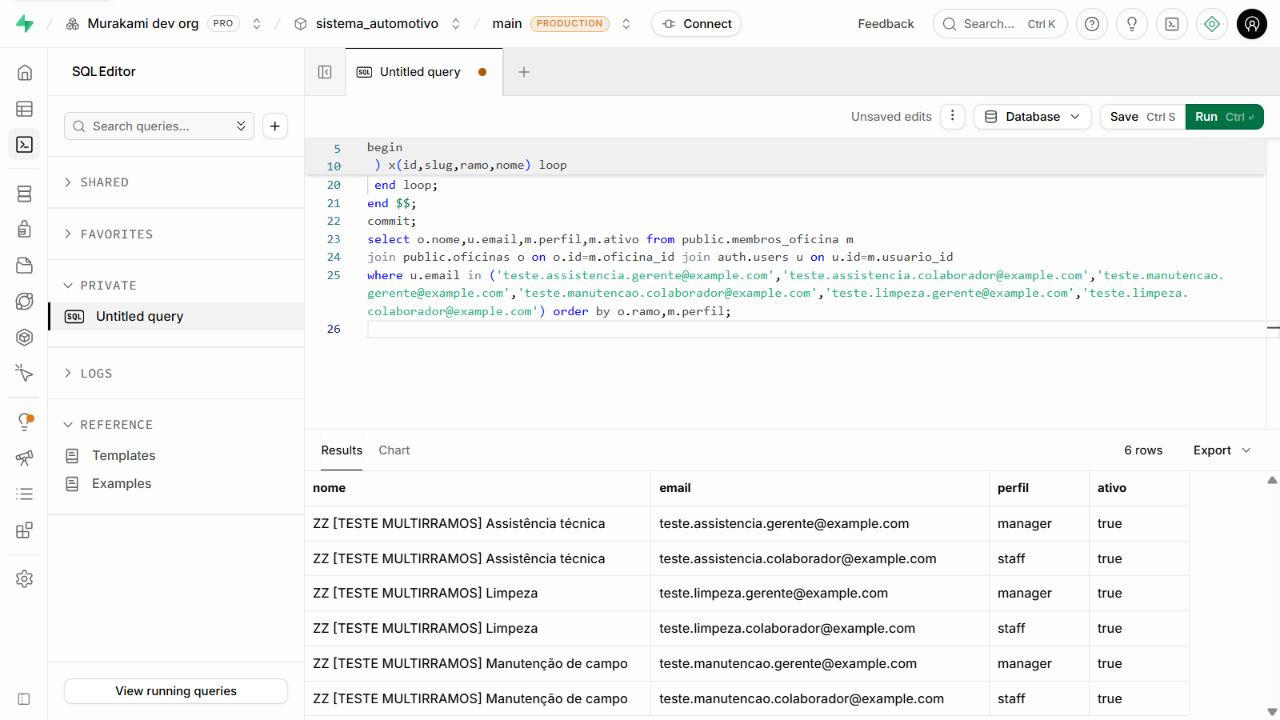 Murakami dev org PRO / sistema_automotivo / main PRODUCTION Connect Feedback Search... Ctrl K
SQL Editor
SQL Untitled query
Search queries...
Unsaved edits Database Save Ctrl S Run Ctrl ↵
SHARED
FAVORITES
PRIVATE
SQL Untitled query
LOGS
REFERENCE
Templates
Examples
View running queries
5 begin
10 ) x(id,slug,ramo,nome) loop
20 end loop;
21 end $$;
22 commit;
23 select o.nome,u.email,m.perfil,m.ativo from public.membros_oficina m
24 join public.oficinas o on o.id=m.oficina_id join auth.users u on u.id=m.usuario_id
25 where u.email in ('teste.assistencia.gerente@example.com','teste.assistencia.colaborador@example.com','teste.manutencao.
gerente@example.com','teste.manutencao.colaborador@example.com','teste.limpeza.gerente@example.com','teste.limpeza.
colaborador@example.com') order by o.ramo,m.perfil;
26
Results Chart 6 rows Export
nome email perfil ativo
ZZ [TESTE MULTIRRAMOS] Assistência técnica teste.assistencia.gerente@example.com manager true
ZZ [TESTE MULTIRRAMOS] Assistência técnica teste.assistencia.colaborador@example.com staff true
ZZ [TESTE MULTIRRAMOS] Limpeza teste.limpeza.gerente@example.com manager true
ZZ [TESTE MULTIRRAMOS] Limpeza teste.limpeza.colaborador@example.com staff true
ZZ [TESTE MULTIRRAMOS] Manutenção de campo teste.manutencao.gerente@example.com manager true
ZZ [TESTE MULTIRRAMOS] Manutenção de campo teste.manutencao.colaborador@example.com staff true